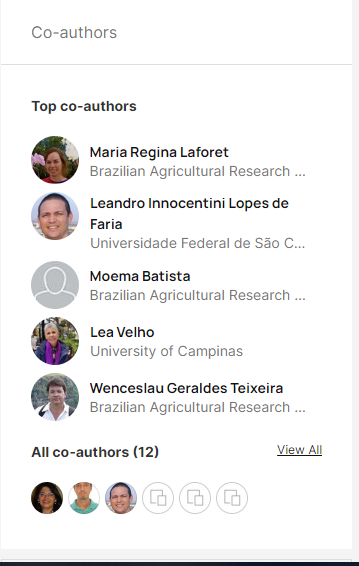 Co-authors
Top co-authors
Maria Regina Laforet
Brazilian Agricultural Research ...
Leandro Innocentini Lopes de
Faria
Universidade Federal de São C...
Moema Batista
Brazilian Agricultural Research ...
Lea Velho
University of Campinas
Wenceslau Geraldes Teixeira
Brazilian Agricultural Research ...
All co-authors (12) View All